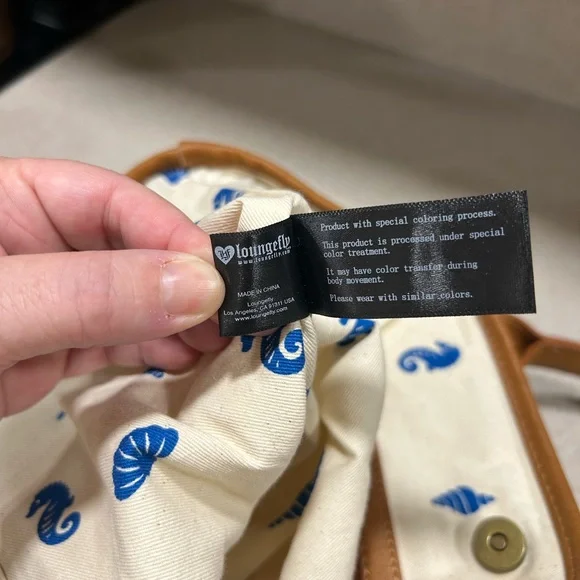 loungefly
www.loungefly.com
MADE IN CHINA
Loungefly
Los Angeles, CA 91311 USA
www.loungefly.com
Product with special coloring process.
This product is processed under special
color treatment.
It may have color transfer during
body movement.
Please wear with similar colors.